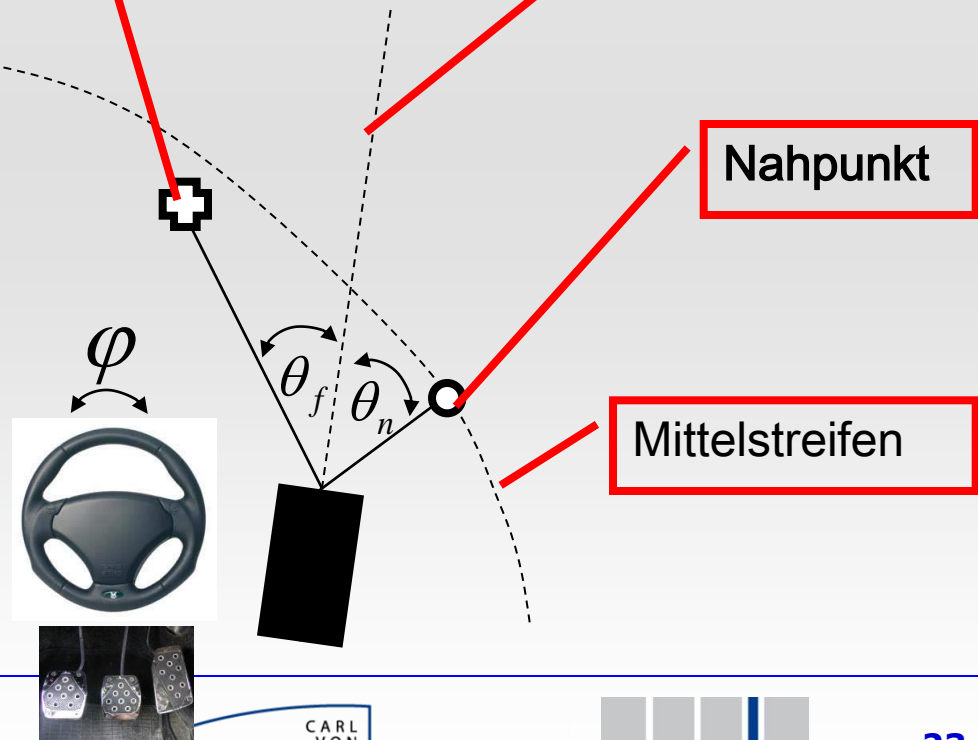 Nahpunkt
φ
θf
θn
Mittelstreifen
CARL
VON